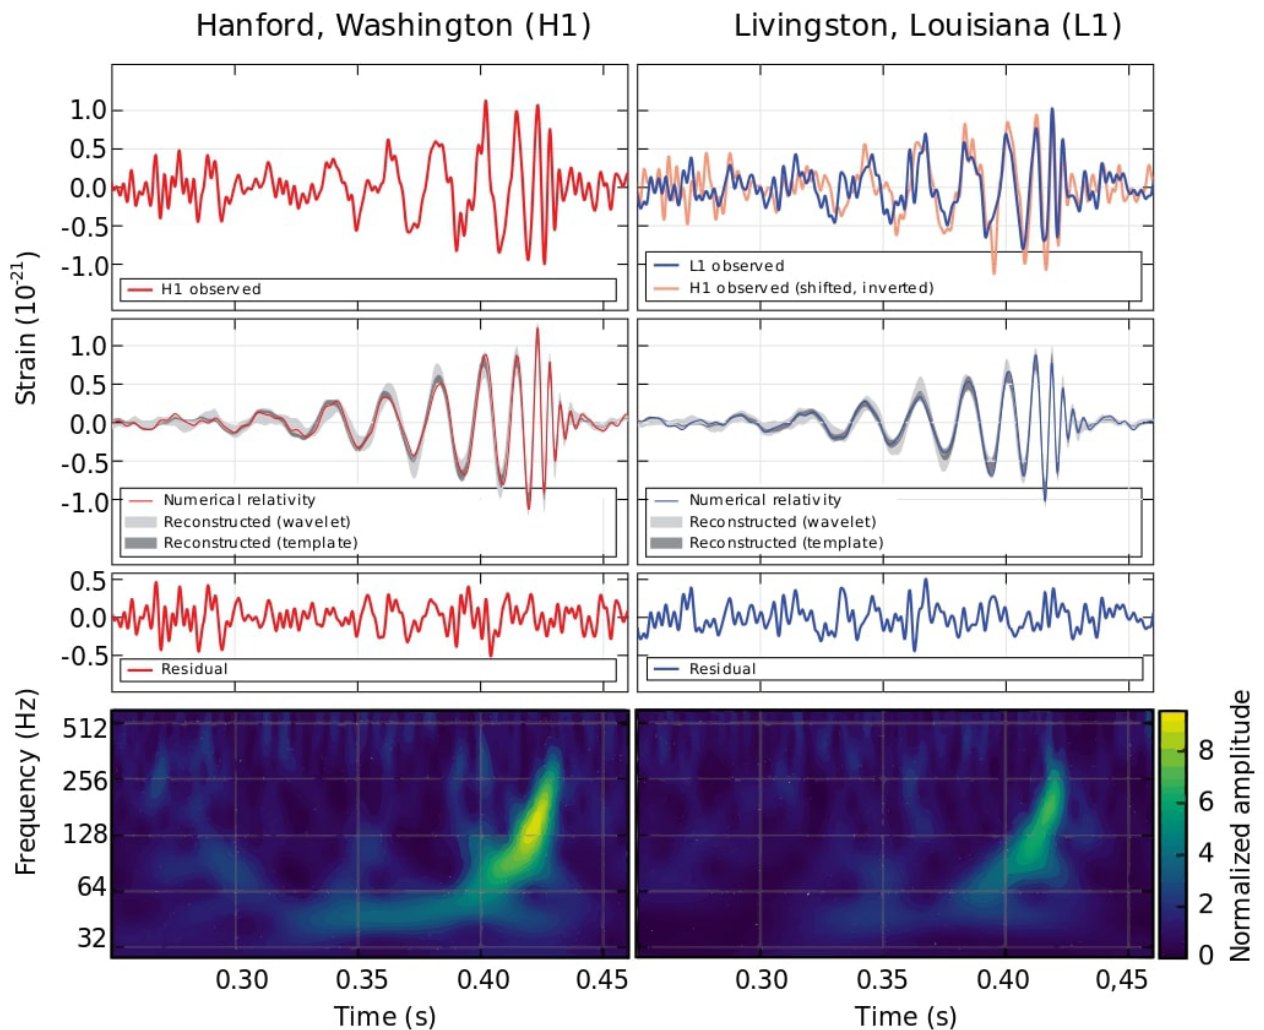 Hanford, Washington (H1)
Livingston, Louisiana (L1)
Strain (10⁻²¹)
1.0
0.5
0.0
-0.5
-1.0
H1 observed
L1 observed
H1 observed (shifted, inverted)
1.0
0.5
0.0
-0.5
-1.0
Numerical relativity
Reconstructed (wavelet)
Reconstructed (template)
Numerical relativity
Reconstructed (wavelet)
Reconstructed (template)
0.5
0.0
-0.5
Residual
Residual
Frequency (Hz)
512
256
128
64
32
8
6
4
2
0
Normalized amplitude
0.30
0.35
0.40
0.45
0.30
0.35
0.40
0,45
Time (s)
Time (s)